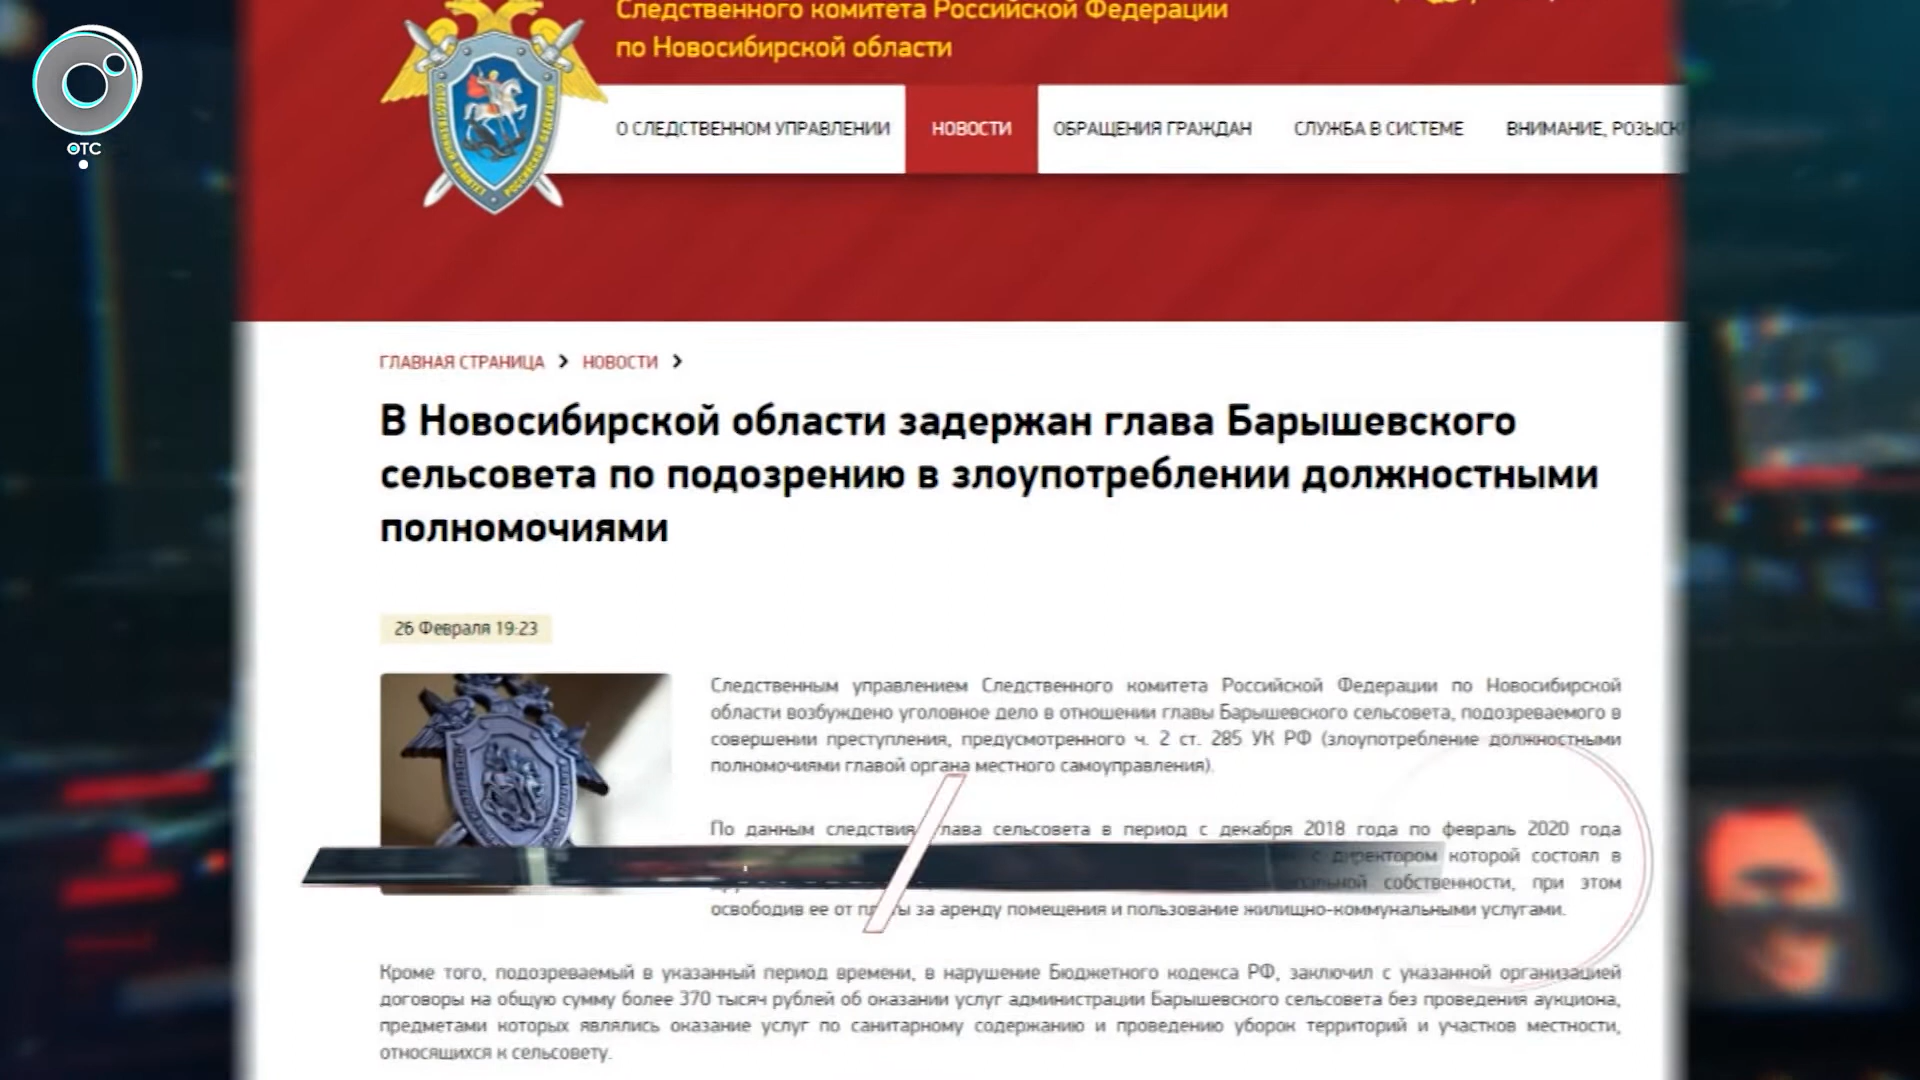 ОТС
Следственного комитета Российской Федерации
по Новосибирской области
О СЛЕДСТВЕННОМ УПРАВЛЕНИИ НОВОСТИ ОБРАЩЕНИЯ ГРАЖДАН СЛУЖБА В СИСТЕМЕ ВНИМАНИЕ, РОЗЫСК
ГЛАВНАЯ СТРАНИЦА > НОВОСТИ >
В Новосибирской области задержан глава Барышевского
сельсовета по подозрению в злоупотреблении должностными
полномочиями
26 Февраля 19:23
Следственным управлением Следственного комитета Российской Федерации по Новосибирской
области возбуждено уголовное дело в отношении главы Барышевского сельсовета, подозреваемого в
совершении преступления, предусмотренного ч. 2 ст. 285 УК РФ (злоупотребление должностными
полномочиями главой органа местного самоуправления).
По данным следствия лава сельсовета в период с декабря 2018 года по февраль 2020 года
с директором которой состоял в
собственности, при этом
освободив ее от платы за аренду помещения и пользование жилищно-коммунальными услугами.
Кроме того, подозреваемый в указанный период времени, в нарушение Бюджетного кодекса РФ, заключил с указанной организацией
договоры на общую сумму более 370 тысяч рублей об оказании услуг администрации Барышевского сельсовета без проведения аукциона,
предметами которых являлись оказание услуг по санитарному содержанию и проведению уборок территорий и участков местности,
относящихся к сельсовету.